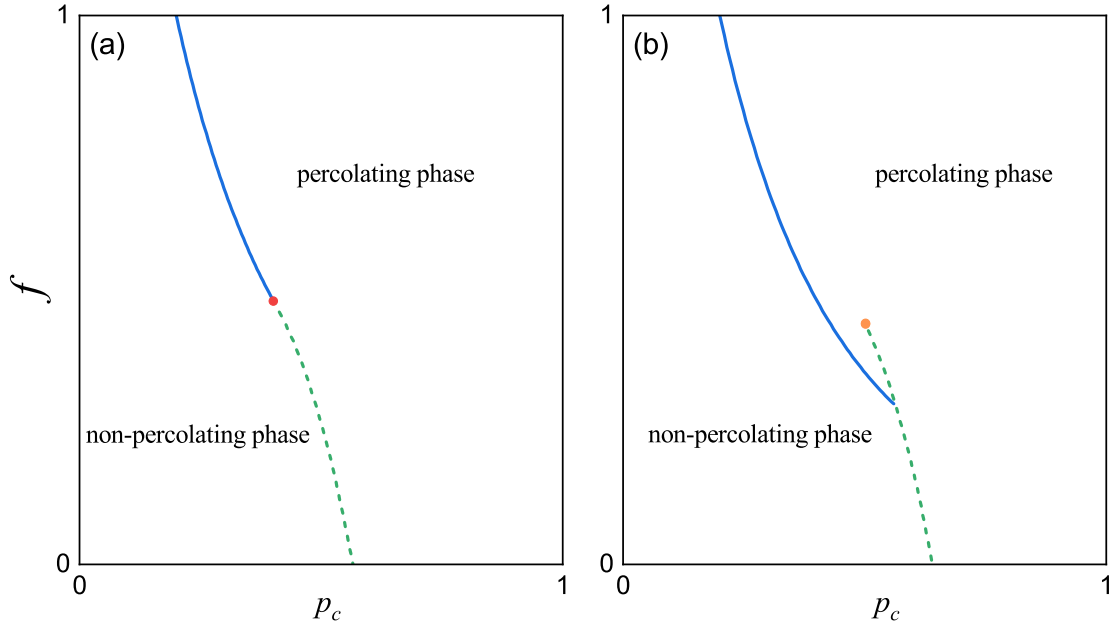 1
(a)
percolating phase
f
non-percolating phase
0
0
1
p_c
1
(b)
percolating phase
non-percolating phase
0
0
1
p_c